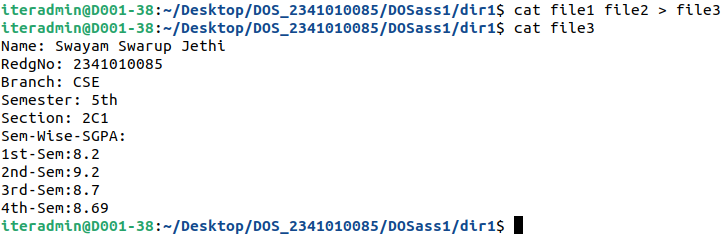 iteradmin@D001-38:~/Desktop/DOS_2341010085/DOSass1/dir1$ cat file1 file2 > file3
iteradmin@D001-38:~/Desktop/DOS_2341010085/DOSass1/dir1$ cat file3
Name: Swayam Swarup Jethi
RedgNo: 2341010085
Branch: CSE
Semester: 5th
Section: 2C1
Sem-Wise-SGPA:
1st-Sem:8.2
2nd-Sem:9.2
3rd-Sem:8.7
4th-Sem:8.69
iteradmin@D001-38:~/Desktop/DOS_2341010085/DOSass1/dir1$